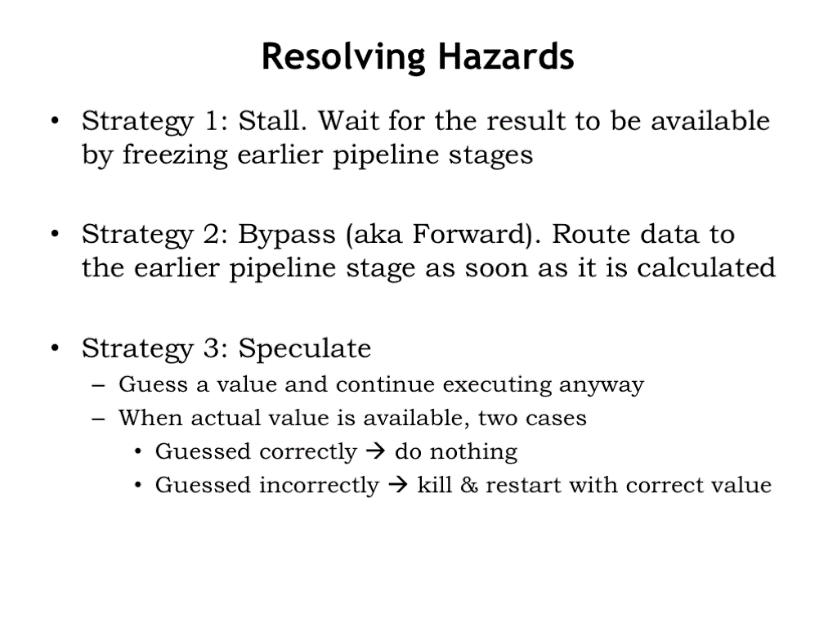 Resolving Hazards
• Strategy 1: Stall. Wait for the result to be available
by freezing earlier pipeline stages
• Strategy 2: Bypass (aka Forward). Route data to
the earlier pipeline stage as soon as it is calculated
• Strategy 3: Speculate
– Guess a value and continue executing anyway
– When actual value is available, two cases
• Guessed correctly → do nothing
• Guessed incorrectly → kill & restart with correct value